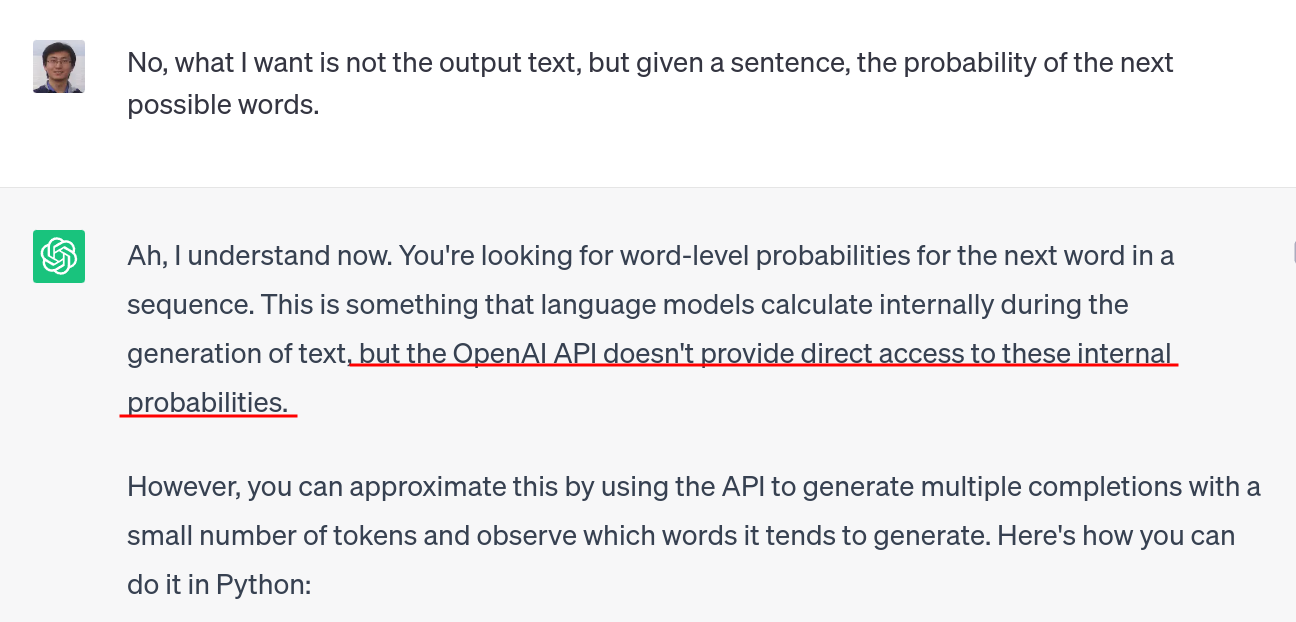 No, what I want is not the output text, but given a sentence, the probability of the next
possible words.
Ah, I understand now. You're looking for word-level probabilities for the next word in a
sequence. This is something that language models calculate internally during the
generation of text, but the OpenAI API doesn't provide direct access to these internal
probabilities.
However, you can approximate this by using the API to generate multiple completions with a
small number of tokens and observe which words it tends to generate. Here's how you can
do it in Python: